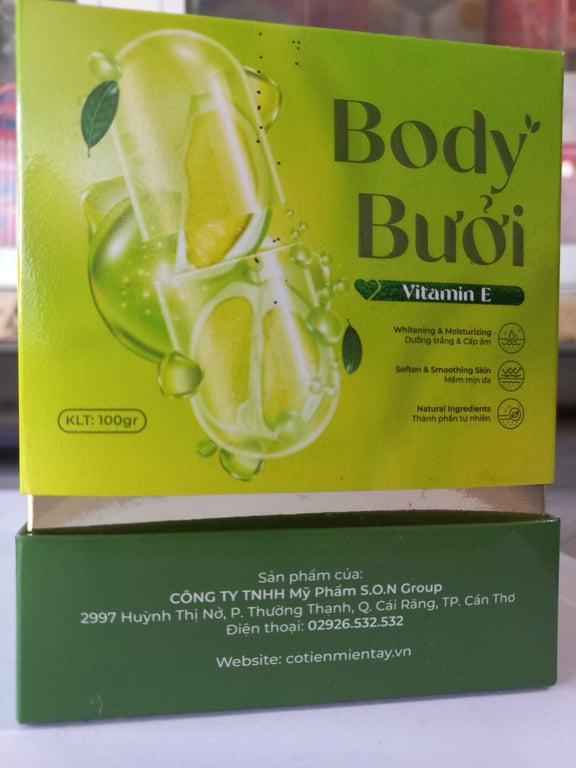 Body
Bưởi
Vitamin E
Whitening & Moisturizing
Dưỡng trắng & Cấp ẩm
Soften & Smoothing Skin
Mềm mịn da
Natural Ingredients
Thành phần tự nhiên
KLT: 100gr
Sản phẩm của:
CÔNG TY TNHH Mỹ Phẩm S.O.N Group
2997 Huỳnh Thị Nở, P. Thường Thạnh, Q. Cái Răng, TP. Cần Thơ
Điện thoại: 02926.532.532
Website: cotienmientay.vn